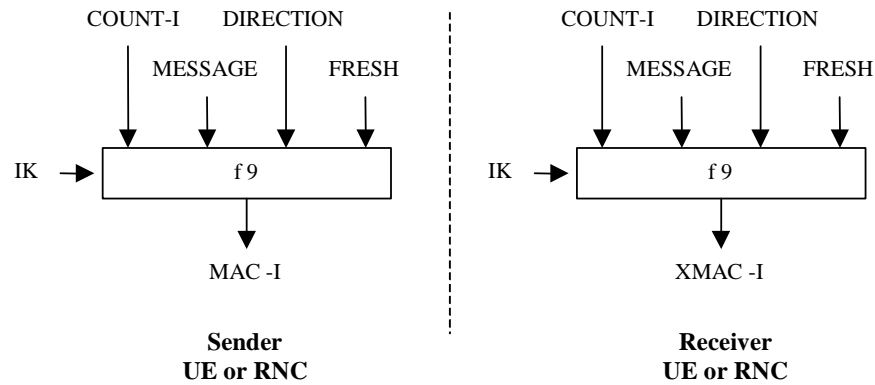 COUNT-I DIRECTION
MESSAGE FRESH
IK f 9
MAC -I
Sender
UE or RNC
COUNT-I DIRECTION
MESSAGE FRESH
IK f 9
XMAC -I
Receiver
UE or RNC